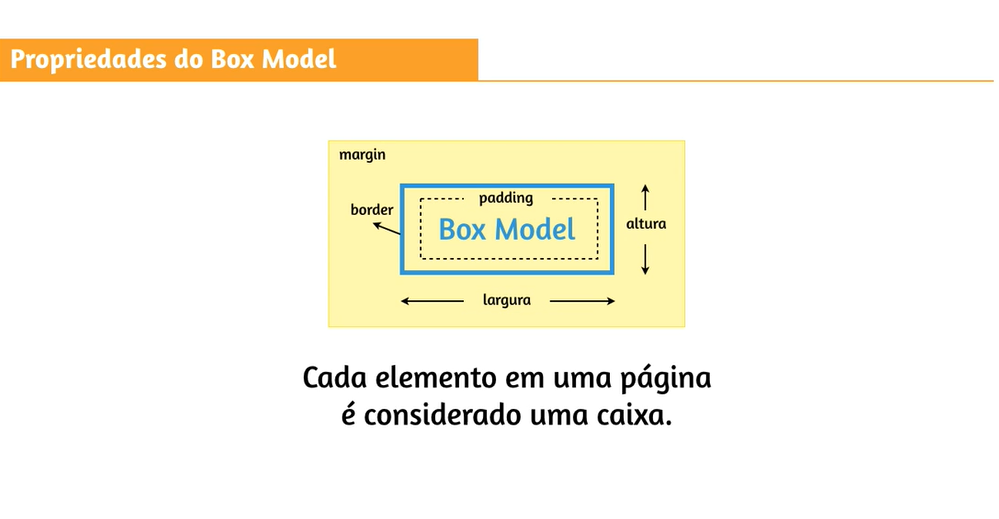 Propriedades do Box Model
margin
padding
border
Box Model
altura
largura
Cada elemento em uma página
é considerado uma caixa.